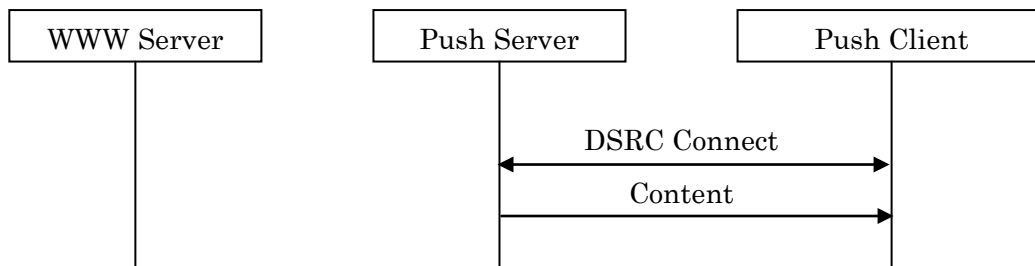 WWW Server
Push Server
Push Client
DSRC Connect
Content